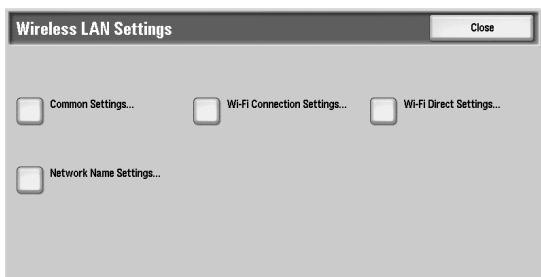 Wireless LAN Settings
Close
Common Settings...
Wi-Fi Connection Settings...
Wi-Fi Direct Settings...
Network Name Settings...